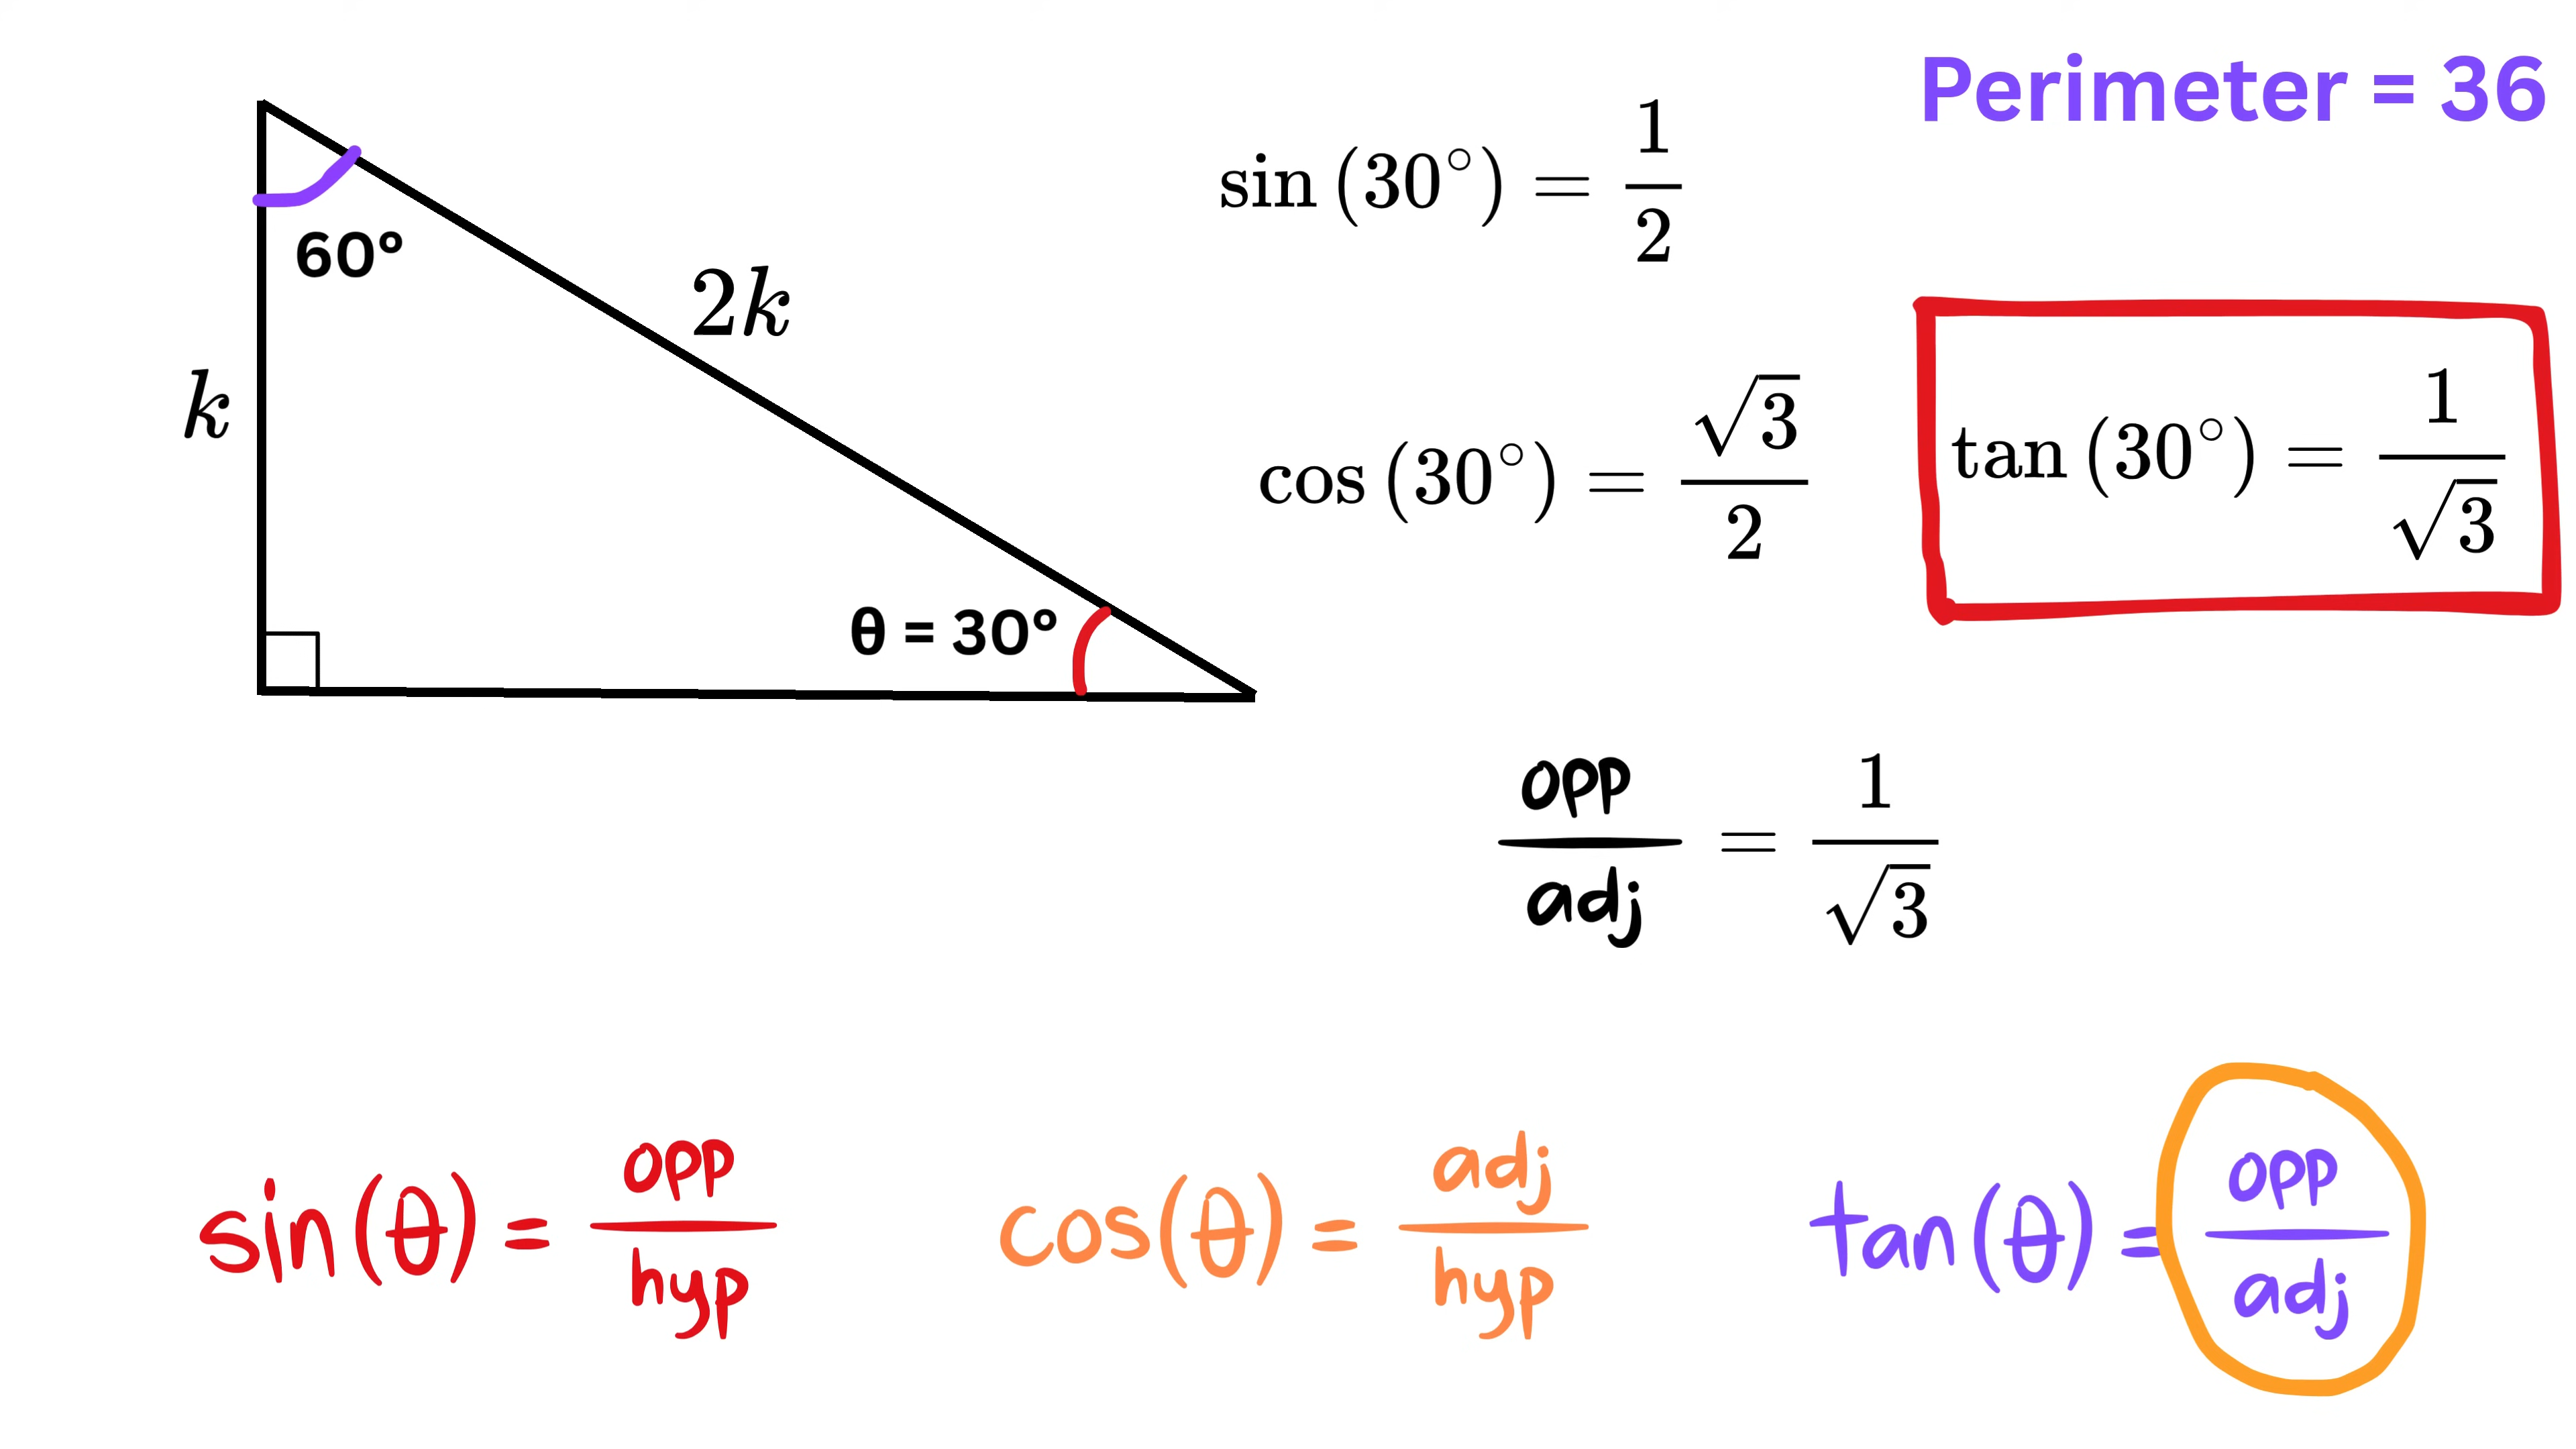 Perimeter = 36
60°
2k
k
θ = 30°
sin (30°) = 1/2
cos (30°) = √3/2
tan (30°) = 1/√3
opp/adj = 1/√3
sin(θ) = opp/hyp
cos(θ) = adj/hyp
tan(θ) = opp/adj